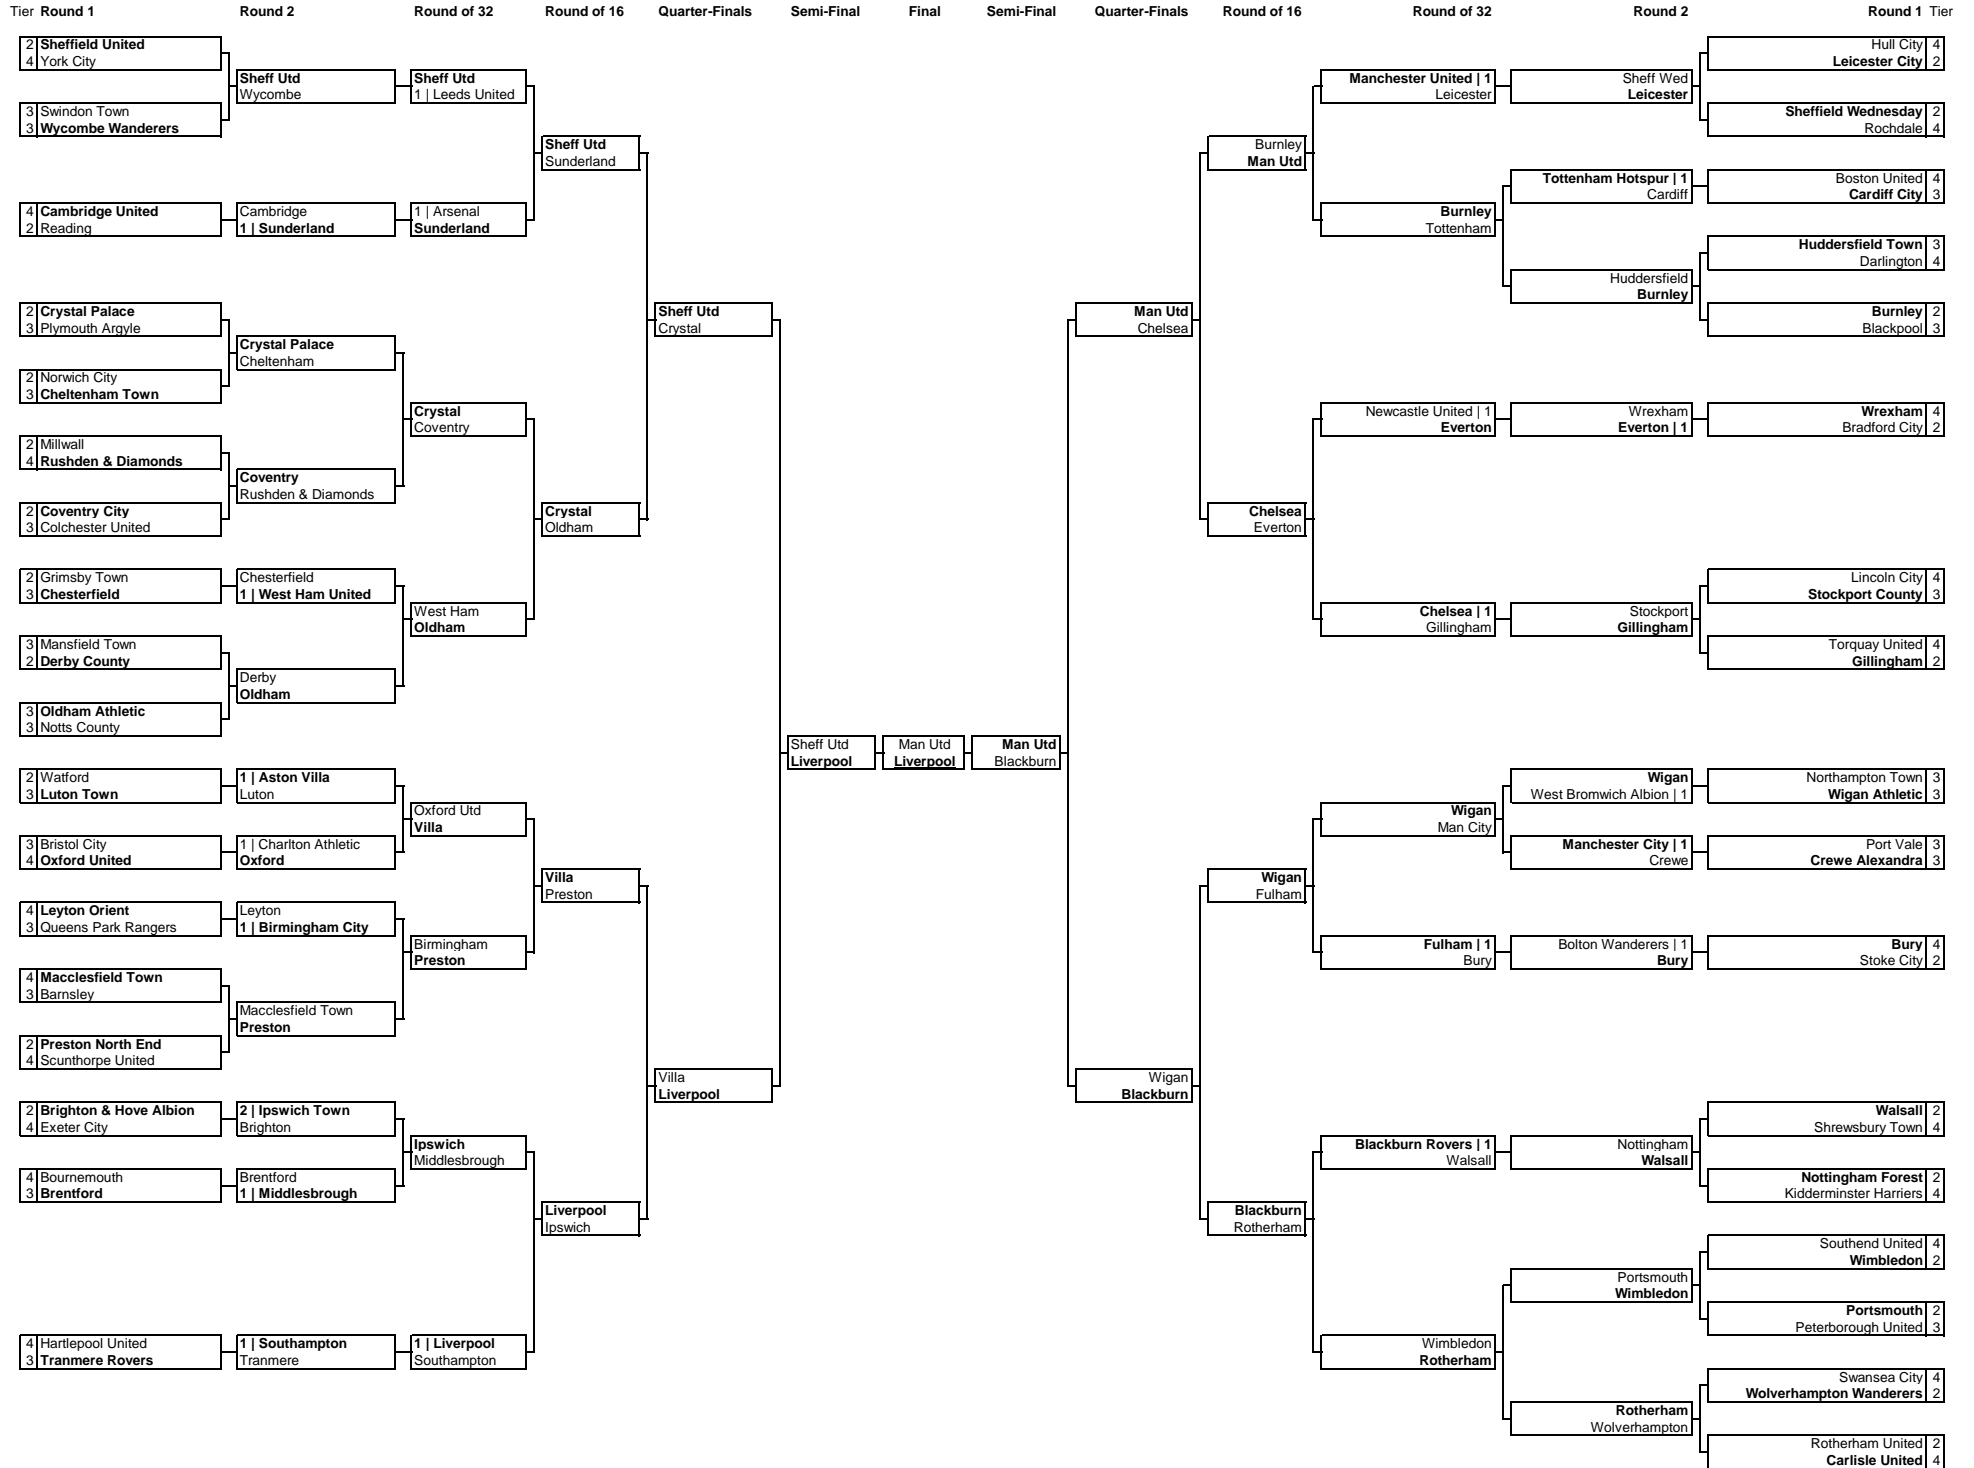 Tier Round 1 Round 2 Round of 32 Round of 16 Quarter-Finals Semi-Final Final Semi-Final Quarter-Finals Round of 16 Round of 32 Round 2 Round 1 Tier
2 Sheffield United
4 York City
3 Swindon Town
3 Wycombe Wanderers
4 Cambridge United
2 Reading
2 Crystal Palace
3 Plymouth Argyle
2 Norwich City
3 Cheltenham Town
2 Millwall
4 Rushden & Diamonds
2 Coventry City
3 Colchester United
2 Grimsby Town
3 Chesterfield
3 Mansfield Town
2 Derby County
3 Oldham Athletic
3 Notts County
2 Watford
3 Luton Town
3 Bristol City
4 Oxford United
4 Leyton Orient
3 Queens Park Rangers
4 Macclesfield Town
3 Barnsley
2 Preston North End
4 Scunthorpe United
2 Brighton & Hove Albion
4 Exeter City
4 Bournemouth
3 Brentford
4 Hartlepool United
3 Tranmere Rovers
Sheff Utd
Wycombe
Cambridge
1 | Sunderland
Crystal Palace
Cheltenham
Coventry
Rushden & Diamonds
Chesterfield
1 | West Ham United
Derby
Oldham
1 | Aston Villa
Luton
1 | Charlton Athletic
Oxford
Leyton
1 | Birmingham City
Macclesfield Town
Preston
2 | Ipswich Town
Brighton
Brentford
1 | Middlesbrough
1 | Southampton
Tranmere
Sheff Utd
1 | Leeds United
1 | Arsenal
Sunderland
Crystal
Coventry
West Ham
Oldham
Oxford Utd
Villa
Birmingham
Preston
Ipswich
Middlesbrough
1 | Liverpool
Southampton
Sheff Utd
Sunderland
Crystal
Oldham
Villa
Preston
Liverpool
Ipswich
Sheff Utd
Crystal
Villa
Liverpool
Sheff Utd
Liverpool
Man Utd
Liverpool
Man Utd
Blackburn
Man Utd
Chelsea
Wigan
Blackburn
Burnley
Man Utd
Chelsea
Everton
Wigan
Fulham
Blackburn
Rotherham
Manchester United | 1
Leicester
Burnley
Tottenham
Newcastle United | 1
Everton
Chelsea | 1
Gillingham
Wigan
Man City
Fulham | 1
Bury
Blackburn Rovers | 1
Walsall
Wimbledon
Rotherham
Sheff Wed
Leicester
Tottenham Hotspur | 1
Cardiff
Huddersfield
Burnley
Wrexham
Everton | 1
Stockport
Gillingham
Wigan
West Bromwich Albion | 1
Manchester City | 1
Crewe
Bolton Wanderers | 1
Bury
Nottingham
Walsall
Portsmouth
Wimbledon
Rotherham
Wolverhampton
Hull City 4
Leicester City 2
Sheffield Wednesday 2
Rochdale 4
Boston United 4
Cardiff City 3
Huddersfield Town 3
Darlington 4
Burnley 2
Blackpool 3
Wrexham 4
Bradford City 2
Lincoln City 4
Stockport County 3
Torquay United 4
Gillingham 2
Northampton Town 3
Wigan Athletic 3
Port Vale 3
Crewe Alexandra 3
Bury 4
Stoke City 2
Walsall 2
Shrewsbury Town 4
Nottingham Forest 2
Kidderminster Harriers 4
Southend United 4
Wimbledon 2
Portsmouth 2
Peterborough United 3
Swansea City 4
Wolverhampton Wanderers 2
Rotherham United 2
Carlisle United 4